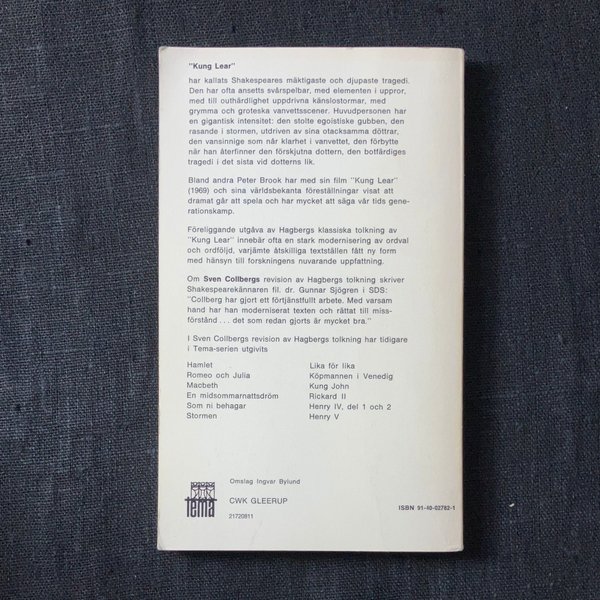 "Kung Lear"
har kallats Shakespeares mäktigaste och djupaste tragedi.
Den har ofta ansetts svårspelbar, med elementen i uppror,
med till outhärdlighet uppdrivna känslostormar, med
grymma och groteska vanvettsscener. Huvudpersonen har
en gigantisk intensitet: den stolte egoistiske gubben, den
rasande i stormen, utdriven av sina otacksamma döttrar,
den vansinnige som når klarhet i vanvettet, den förbytte
när han återfinner den förskjutna dottern, den botfärdiges
tragedi i det sista vid dotterns lik.
Bland andra Peter Brook har med sin film "Kung Lear"
(1969) och sina världsbekanta föreställningar visat att
dramat går att spela och har mycket att säga vår tids gene-
rationskamp.
Föreliggande utgåva av Hagbergs klassiska tolkning av
"Kung Lear" innebär ofta en stark modernisering av ordval
och ordföljd, varjämte åtskilliga textställen fått ny form
med hänsyn till forskningens nuvarande uppfattning.
Om Sven Collbergs revision av Hagbergs tolkning skriver
Shakespearekännaren fil. dr. Gunnar Sjögren i SDS:
"Collberg har gjort ett förtjänstfullt arbete. Med varsam
hand har han moderniserat texten och rättat till miss-
förstånd ... det som redan gjorts är mycket bra."
I Sven Collbergs revision av Hagbergs tolkning har tidigare
i Tema-serien utgivits
Hamlet
Romeo och Julia
Macbeth
En midsommarnattsdröm
Som ni behagar
Stormen
Lika för lika
Köpmannen i Venedig
Kung John
Rickard II
Henry IV, del 1 och 2
Henry V
Omslag Ingvar Bylund
tema
CWK GLEERUP
21720811
ISBN 91-40-02782-1